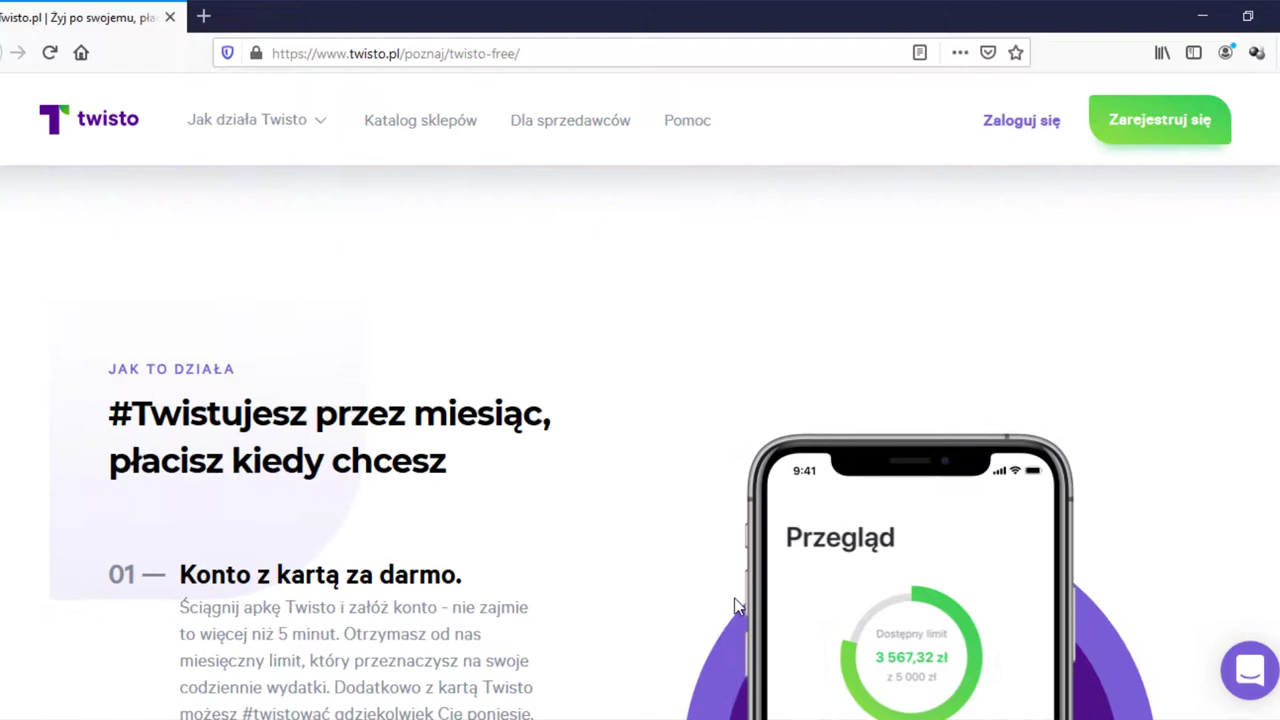 Twisto.pl | Żyj po swojemu, pła
https://www.twisto.pl/poznaj/twisto-free/
twisto
Jak działa Twisto
Katalog sklepów
Dla sprzedawców
Pomoc
Zaloguj się
Zarejestruj się
JAK TO DZIAŁA
#Twistujesz przez miesiąc,
płacisz kiedy chcesz
01 — Konto z kartą za darmo.
Ściągnij apkę Twisto i załóż konto - nie zajmie
to więcej niż 5 minut. Otrzymasz od nas
miesięczny limit, który przeznaczysz na swoje
codziennie wydatki. Dodatkowo z kartą Twisto
możesz #twistować gdziekolwiek Cię poniesie.
9:41
Przegląd
Dostępny limit
3 567,32 zł
z 5 000 zł